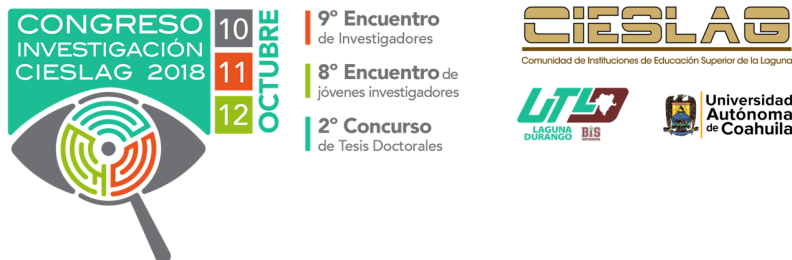 CONGRESO
INVESTIGACIÓN
CIESLAG 2018
10
11
12
OCTUBRE
9° Encuentro
de Investigadores
8° Encuentro de
jóvenes investigadores
2° Concurso
de Tesis Doctorales
CIESLAG
Comunidad de Instituciones de Educación Superior de la Laguna
UTL
LAGUNA
DURANGO
BIS
Universidad
Autónoma
de Coahuila